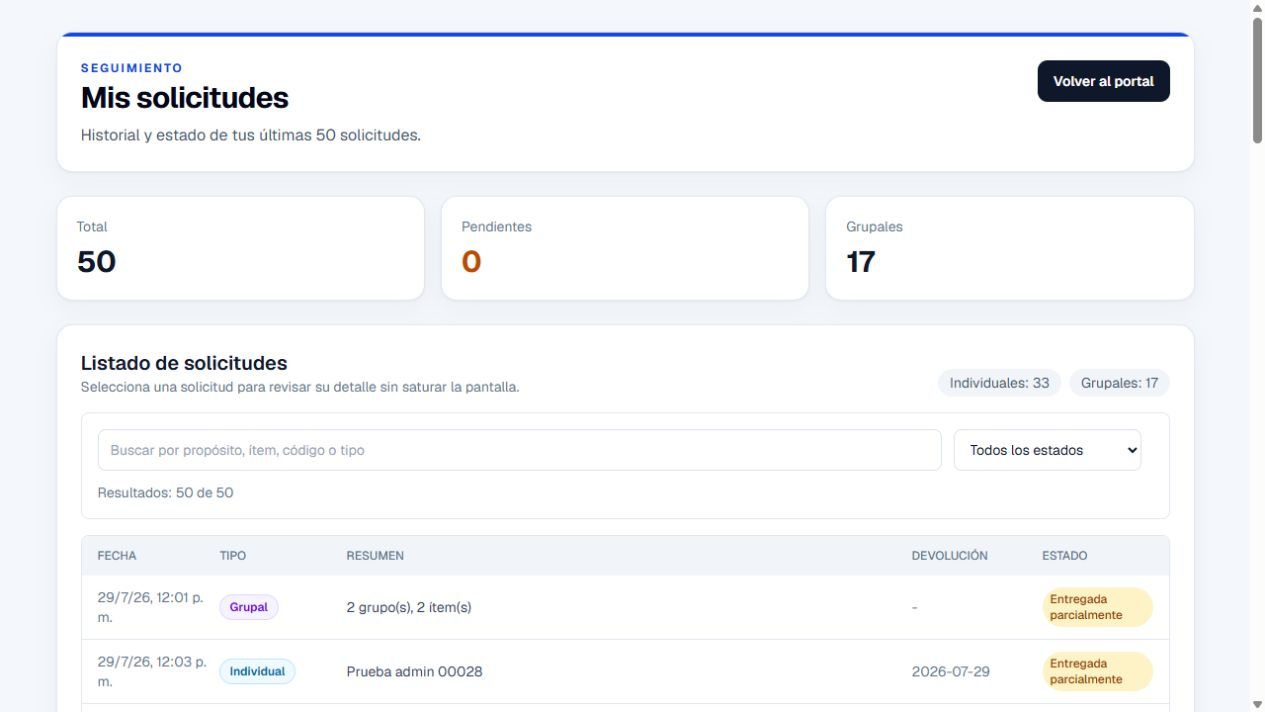 SEGUIMIENTO
Mis solicitudes
Volver al portal
Historial y estado de tus últimas 50 solicitudes.
Total
50
Pendientes
0
Grupales
17
Listado de solicitudes
Selecciona una solicitud para revisar su detalle sin saturar la pantalla.
Individuales: 33
Grupales: 17
Buscar por propósito, ítem, código o tipo
Todos los estados
Resultados: 50 de 50
FECHA TIPO RESUMEN DEVOLUCIÓN ESTADO
29/7/26, 12:01 p.
m.
Grupal
2 grupo(s), 2 ítem(s)
-
Entregada
parcialmente
29/7/26, 12:03 p.
m.
Individual
Prueba admin 00028
2026-07-29
Entregada
parcialmente